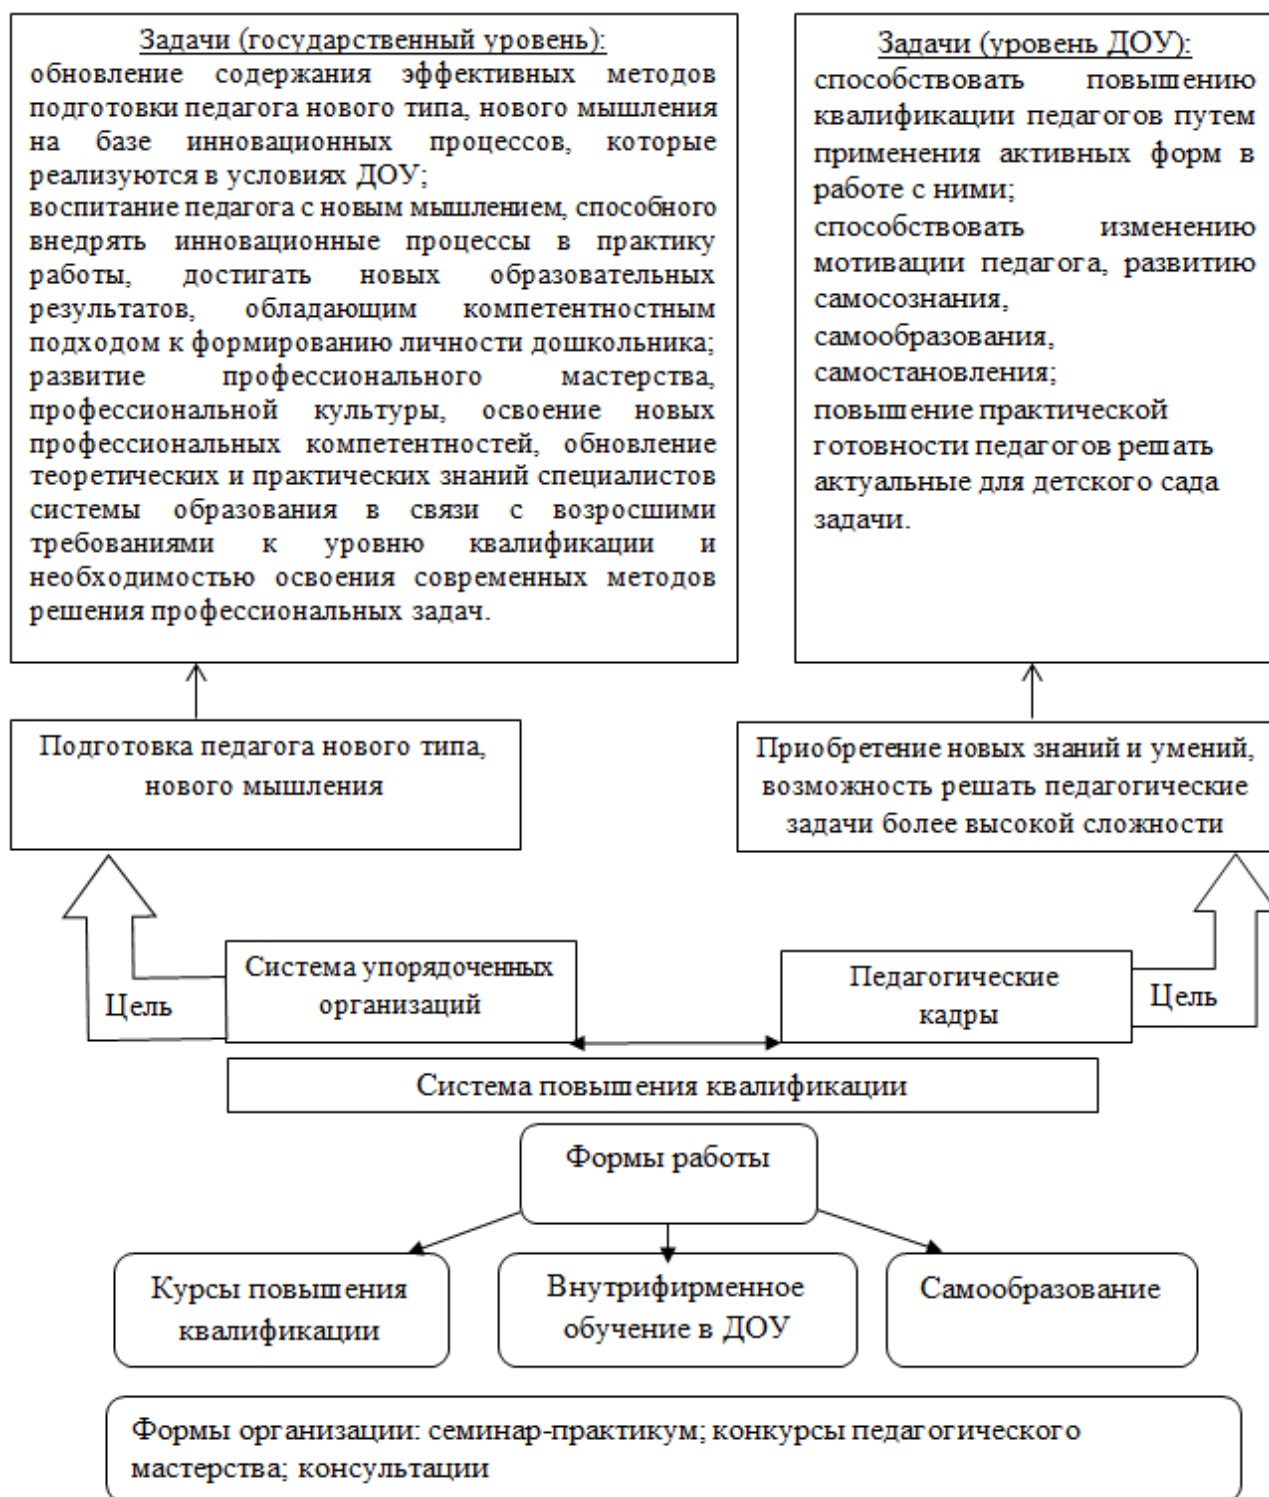 Задачи (государственный уровень):
обновление содержания эффективных методов
подготовки педагога нового типа, нового мышления
на базе инновационных процессов, которые
реализуются в условиях ДОУ;
воспитание педагога с новым мышлением, способного
внедрять инновационные процессы в практику
работы, достигать новых образовательных
результатов, обладающим компетентностным
подходом к формированию личности дошкольника;
развитие профессионального мастерства,
профессиональной культуры, освоение новых
профессиональных компетентностей, обновление
теоретических и практических знаний специалистов
системы образования в связи с возросшими
требованиями к уровню квалификации и
необходимостью освоения современных методов
решения профессиональных задач.
Задачи (уровень ДОУ):
способствовать повышению
квалификации педагогов путем
применения активных форм в
работе с ними;
способствовать изменению
мотивации педагога, развитию
самосознания,
самообразования,
самостановления;
повышение практической
готовности педагогов решать
актуальные для детского сада
задачи.
Подготовка педагога нового типа,
нового мышления
Приобретение новых знаний и умений,
возможность решать педагогические
задачи более высокой сложности
Цель
Система упорядоченных
организаций
Педагогические
кадры
Цель
Система повышения квалификации
Формы работы
Курсы повышения
квалификации
Внутрифирменное
обучение в ДОУ
Самообразование
Формы организации: семинар-практикум; конкурсы педагогического
мастерства; консультации